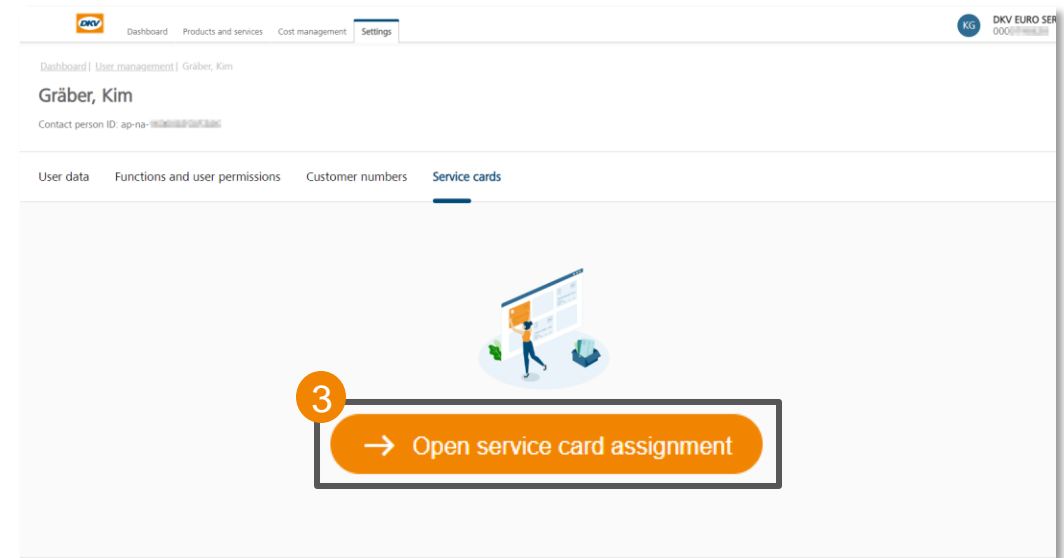 DKV Dashboard Products and services Cost management Settings KG DKV EURO SER
000
Dashboard | User management | Gräber, Kim
Gräber, Kim
Contact person ID: ap-na-
User data Functions and user permissions Customer numbers Service cards
3
→ Open service card assignment